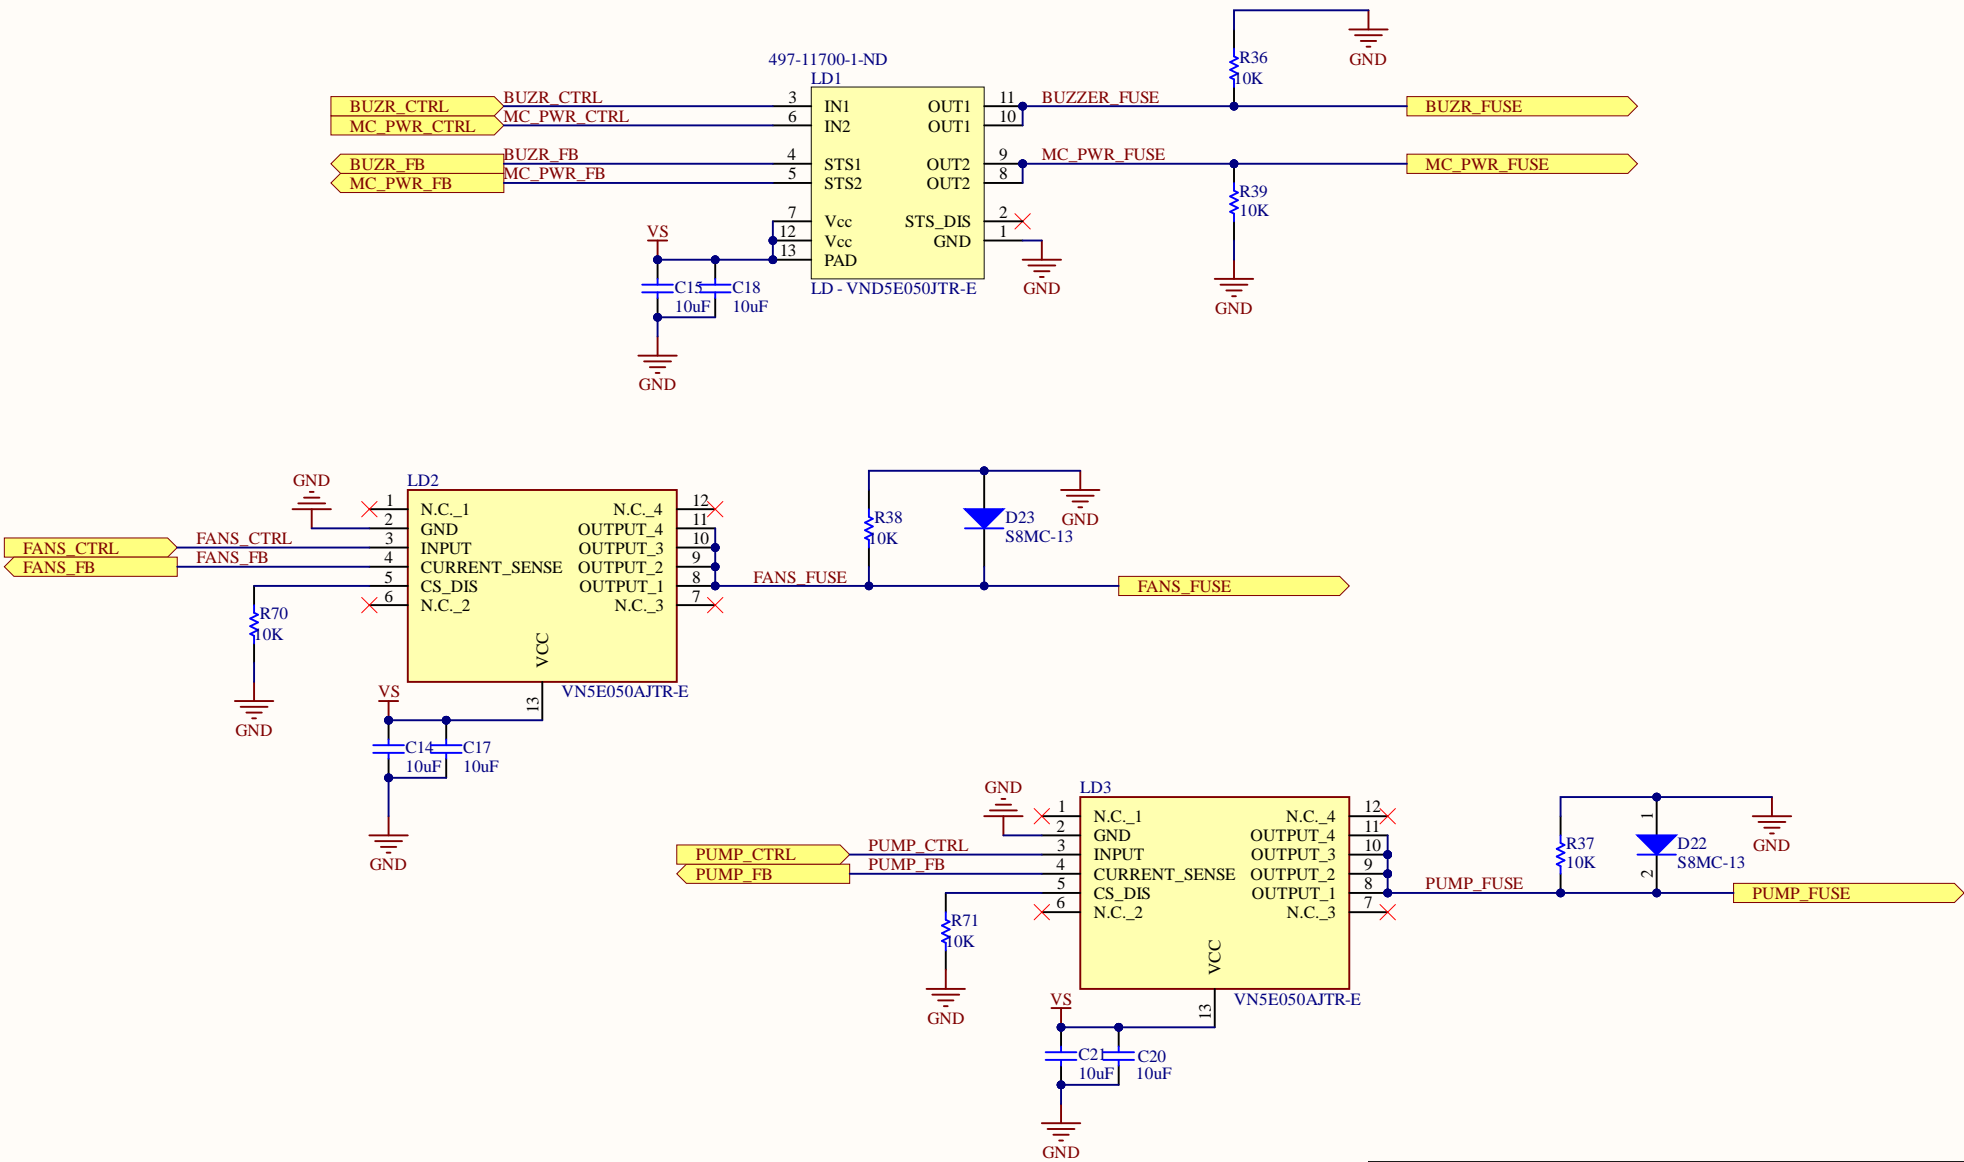 GND
R36
10K
497-11700-1-ND
LD1
BUZR_CTRL BUZR_CTRL 3 IN1 OUT1 11 BUZZER_FUSE BUZR_FUSE
MC_PWR_CTRL MC_PWR_CTRL 6 IN2 OUT1 10
BUZR_FB BUZR_FB 4 STS1 OUT2 9 MC_PWR_FUSE MC_PWR_FUSE
MC_PWR_FB MC_PWR_FB 5 STS2 OUT2 8
R39
10K
7 Vcc STS_DIS 2
VS 12 Vcc GND 1
13 PAD
C15 C18
10uF 10uF
LD - VND5E050JTR-E
GND
GND
GND
GND LD2
1 N.C._1 N.C._4 12
2 GND OUTPUT_4 11
FANS_CTRL FANS_CTRL 3 INPUT OUTPUT_3 10
FANS_FB FANS_FB 4 CURRENT_SENSE OUTPUT_2 9
5 CS_DIS OUTPUT_1 8 FANS_FUSE FANS_FUSE
6 N.C._2 N.C._3 7
R38
10K
D23
S8MC-13
GND
R70
10K
GND
VCC
13
VN5E050AJTR-E
VS
C14 C17
10uF 10uF
GND
GND LD3
1 N.C._1 N.C._4 12
2 GND OUTPUT_4 11
PUMP_CTRL PUMP_CTRL 3 INPUT OUTPUT_3 10
PUMP_FB PUMP_FB 4 CURRENT_SENSE OUTPUT_2 9
5 CS_DIS OUTPUT_1 8 PUMP_FUSE PUMP_FUSE
6 N.C._2 N.C._3 7
R37
10K
1
D22
S8MC-13
2
GND
R71
10K
GND
VCC
13
VN5E050AJTR-E
VS
C21 C20
10uF 10uF
GND